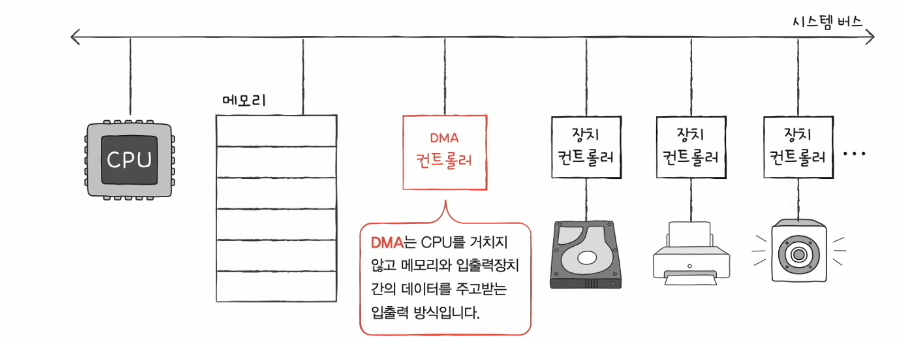 시스템 버스
메모리
CPU
DMA
컨트롤러
장치
컨트롤러
장치
컨트롤러
장치
컨트롤러
...
DMA는 CPU를 거치지
않고 메모리와 입출력장치
간의 데이터를 주고받는
입출력 방식입니다.